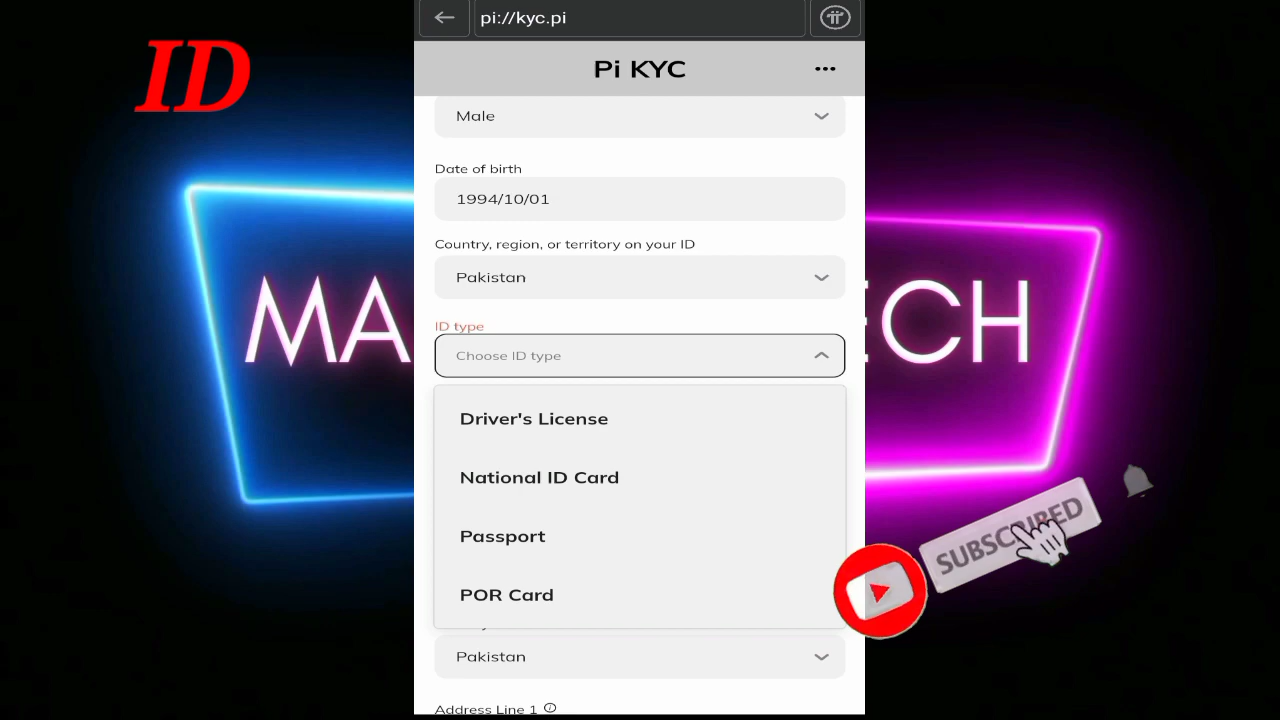 ID
pi://kyc.pi
Pi KYC
Male
Date of birth
1994/10/01
Country, region, or territory on your ID
Pakistan
ID type
Choose ID type
Driver's License
National ID Card
Passport
POR Card
Pakistan
Address Line 1
MA
ECH
SUBSCRIBED